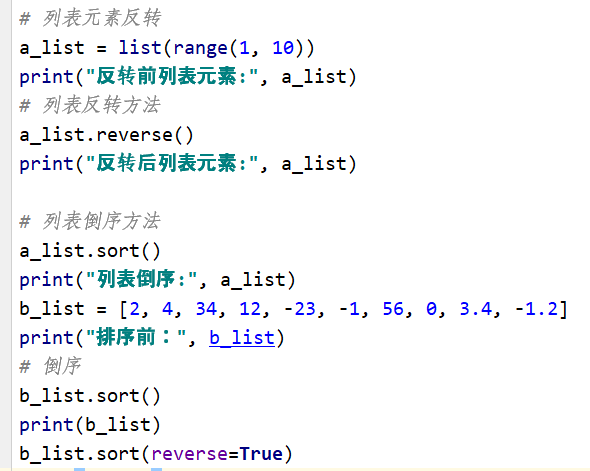 # 列表元素反转
a_list = list(range(1, 10))
print("反转前列表元素:", a_list)
# 列表反转方法
a_list.reverse()
print("反转后列表元素:", a_list)
# 列表倒序方法
a_list.sort()
print("列表倒序:", a_list)
b_list = [2, 4, 34, 12, -23, -1, 56, 0, 3.4, -1.2]
print("排序前：", b_list)
# 倒序
b_list.sort()
print(b_list)
b_list.sort(reverse=True)